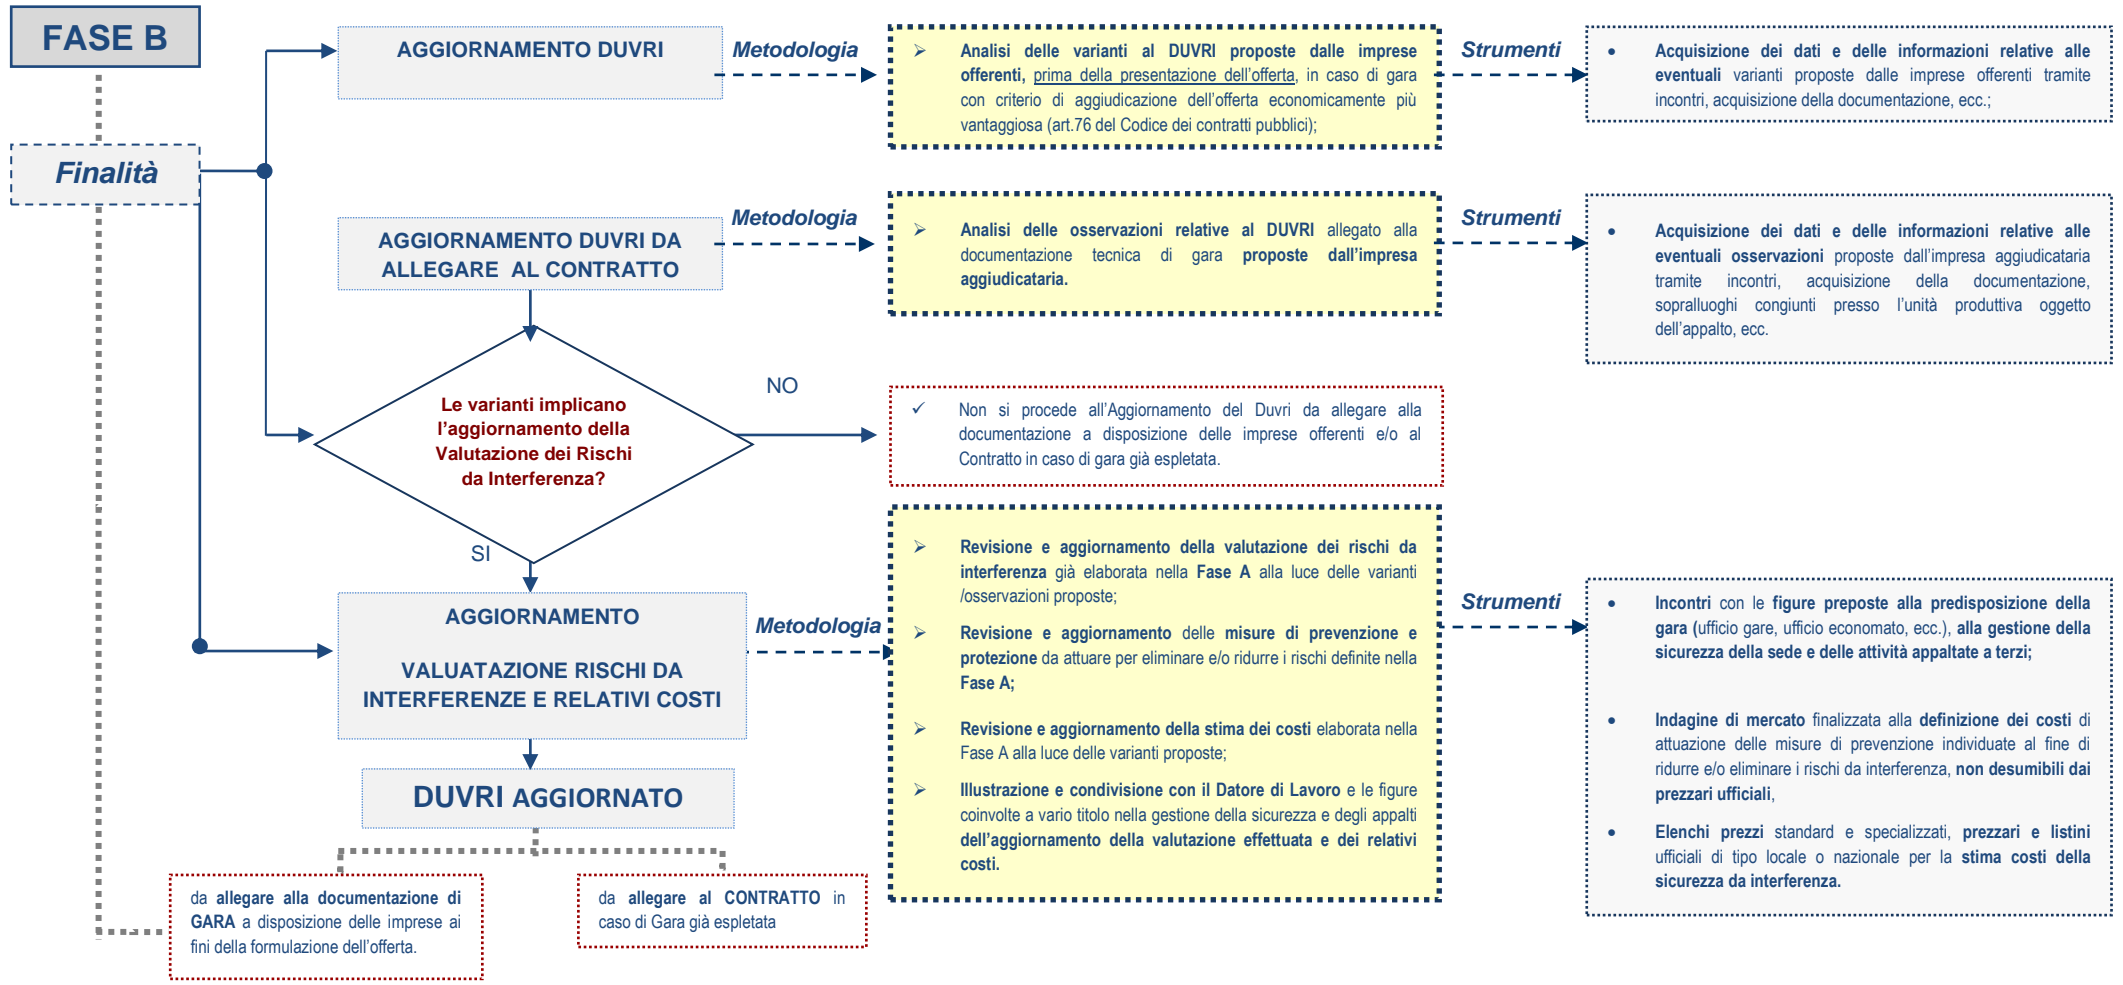 FASE B
Finalità
AGGIORNAMENTO DUVRI
Metodologia
➢ Analisi delle varianti al DUVRI proposte dalle imprese
offerenti, prima della presentazione dell'offerta, in caso di gara
con criterio di aggiudicazione dell'offerta economicamente più
vantaggiosa (art.76 del Codice dei contratti pubblici);
Strumenti
• Acquisizione dei dati e delle informazioni relative alle
eventuali varianti proposte dalle imprese offerenti tramite
incontri, acquisizione della documentazione, ecc.;
AGGIORNAMENTO DUVRI DA
ALLEGARE AL CONTRATTO
Metodologia
➢ Analisi delle osservazioni relative al DUVRI allegato alla
documentazione tecnica di gara proposte dall'impresa
aggiudicataria.
Strumenti
• Acquisizione dei dati e delle informazioni relative alle
eventuali osservazioni proposte dall'impresa aggiudicataria
tramite incontri, acquisizione della documentazione,
sopralluoghi congiunti presso l'unità produttiva oggetto
dell'appalto, ecc.
Le varianti implicano
l'aggiornamento della
Valutazione dei Rischi
da Interferenza?
NO
✓ Non si procede all'Aggiornamento del Duvri da allegare alla
documentazione a disposizione delle imprese offerenti e/o al
Contratto in caso di gara già espletata.
SI
AGGIORNAMENTO
VALUATAZIONE RISCHI DA
INTERFERENZE E RELATIVI COSTI
Metodologia
➢ Revisione e aggiornamento della valutazione dei rischi da
interferenza già elaborata nella Fase A alla luce delle varianti
/osservazioni proposte;
➢ Revisione e aggiornamento delle misure di prevenzione e
protezione da attuare per eliminare e/o ridurre i rischi definite nella
Fase A;
➢ Revisione e aggiornamento della stima dei costi elaborata nella
Fase A alla luce delle varianti proposte;
➢ Illustrazione e condivisione con il Datore di Lavoro e le figure
coinvolte a vario titolo nella gestione della sicurezza e degli appalti
dell'aggiornamento della valutazione effettuata e dei relativi
costi.
Strumenti
• Incontri con le figure preposte alla predisposizione della
gara (ufficio gare, ufficio economato, ecc.), alla gestione della
sicurezza della sede e delle attività appaltate a terzi;
• Indagine di mercato finalizzata alla definizione dei costi di
attuazione delle misure di prevenzione individuate al fine di
ridurre e/o eliminare i rischi da interferenza, non desumibili dai
prezzari ufficiali,
• Elenchi prezzi standard e specializzati, prezzari e listini
ufficiali di tipo locale o nazionale per la stima costi della
sicurezza da interferenza.
DUVRI AGGIORNATO
da allegare alla documentazione di
GARA a disposizione delle imprese ai
fini della formulazione dell'offerta.
da allegare al CONTRATTO in
caso di Gara già espletata